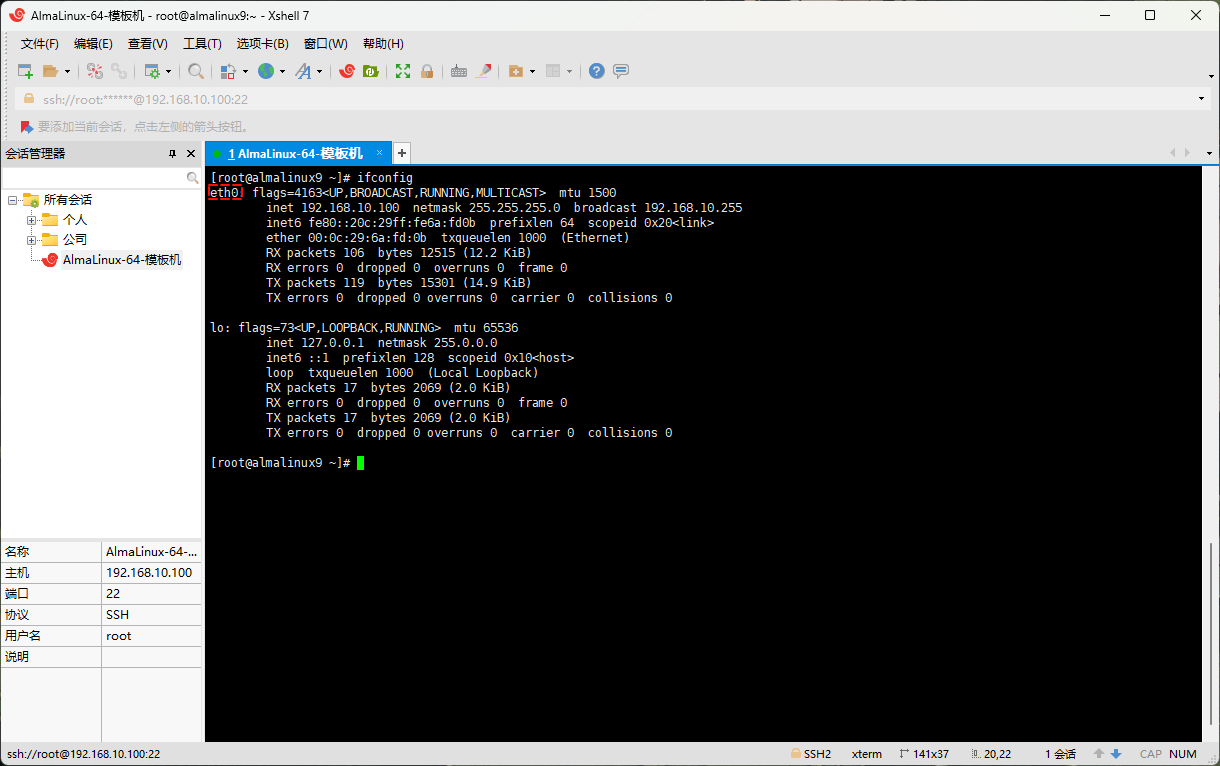 AlmaLinux-64-模板机 - root@almalinux9:~ - Xshell 7
文件(F) 编辑(E) 查看(V) 工具(T) 选项卡(B) 窗口(W) 帮助(H)
ssh://root:******@192.168.10.100:22
要添加当前会话，点击左侧的箭头按钮。
会话管理器
1 AlmaLinux-64-模板机
所有会话
个人
公司
AlmaLinux-64-模板机
[root@almalinux9 ~]# ifconfig
eth0: flags=4163<UP,BROADCAST,RUNNING,MULTICAST>  mtu 1500
        inet 192.168.10.100  netmask 255.255.255.0  broadcast 192.168.10.255
        inet6 fe80::20c:29ff:fe6a:fd0b  prefixlen 64  scopeid 0x20<link>
        ether 00:0c:29:6a:fd:0b  txqueuelen 1000  (Ethernet)
        RX packets 106  bytes 12515 (12.2 KiB)
        RX errors 0  dropped 0  overruns 0  frame 0
        TX packets 119  bytes 15301 (14.9 KiB)
        TX errors 0  dropped 0 overruns 0  carrier 0  collisions 0
lo: flags=73<UP,LOOPBACK,RUNNING>  mtu 65536
        inet 127.0.0.1  netmask 255.0.0.0
        inet6 ::1  prefixlen 128  scopeid 0x10<host>
        loop  txqueuelen 1000  (Local Loopback)
        RX packets 17  bytes 2069 (2.0 KiB)
        RX errors 0  dropped 0  overruns 0  frame 0
        TX packets 17  bytes 2069 (2.0 KiB)
        TX errors 0  dropped 0 overruns 0  carrier 0  collisions 0
[root@almalinux9 ~]#
名称 AlmaLinux-64-...
主机 192.168.10.100
端口 22
协议 SSH
用户名 root
说明
ssh://root@192.168.10.100:22 SSH2 xterm 141x37 20,22 1 会话 CAP NUM